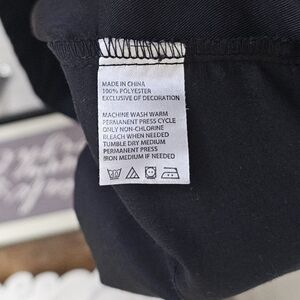 MADE IN CHINA
100% POLYESTER
EXCLUSIVE OF DECORATION
MACHINE WASH WARM
PERMANENT PRESS CYCLE
ONLY NON-CHLORINE
BLEACH WHEN NEEDED
TUMBLE DRY MEDIUM
PERMANENT PRESS
IRON MEDIUM IF NEEDED